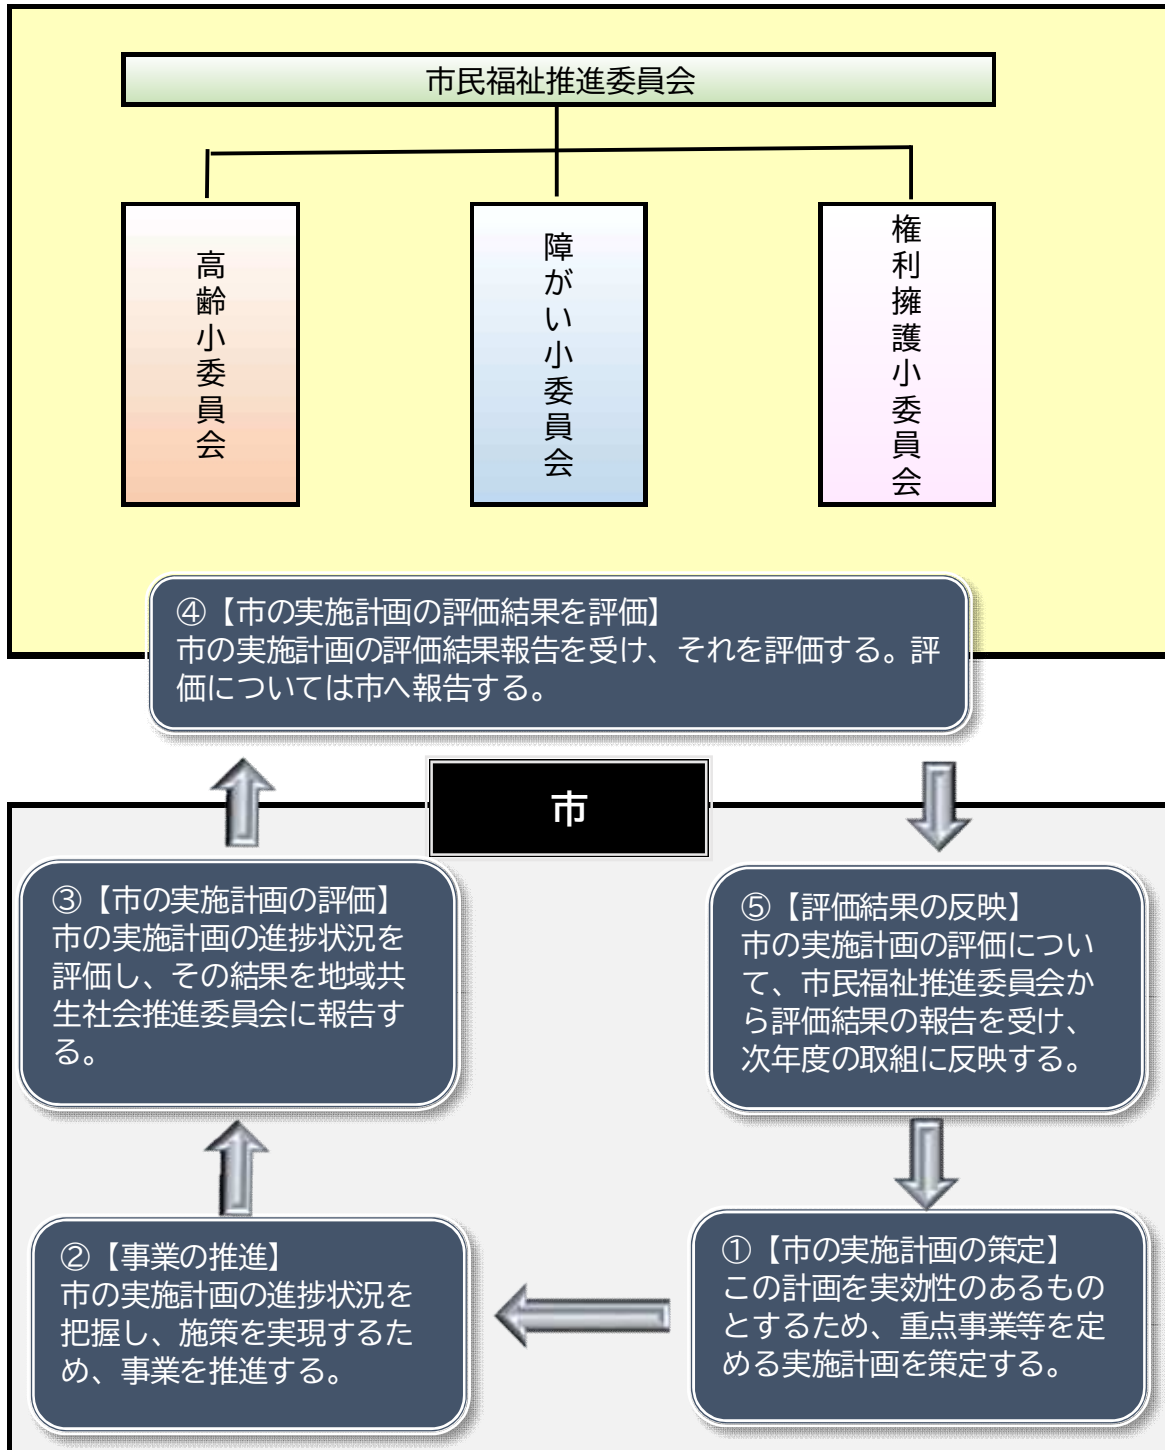 市民福祉推進委員会
高齢小委員会
障がい小委員会
権利擁護小委員会
④【市の実施計画の評価結果を評価】
市の実施計画の評価結果報告を受け、それを評価する。評
価については市へ報告する。
市
③【市の実施計画の評価】
市の実施計画の進捗状況を
評価し、その結果を地域共
生社会推進委員会に報告す
る。
⑤【評価結果の反映】
市の実施計画の評価につい
て、市民福祉推進委員会か
ら評価結果の報告を受け、
次年度の取組に反映する。
②【事業の推進】
市の実施計画の進捗状況を
把握し、施策を実現するた
め、事業を推進する。
①【市の実施計画の策定】
この計画を実効性のあるもの
とするため、重点事業等を定
める実施計画を策定する。